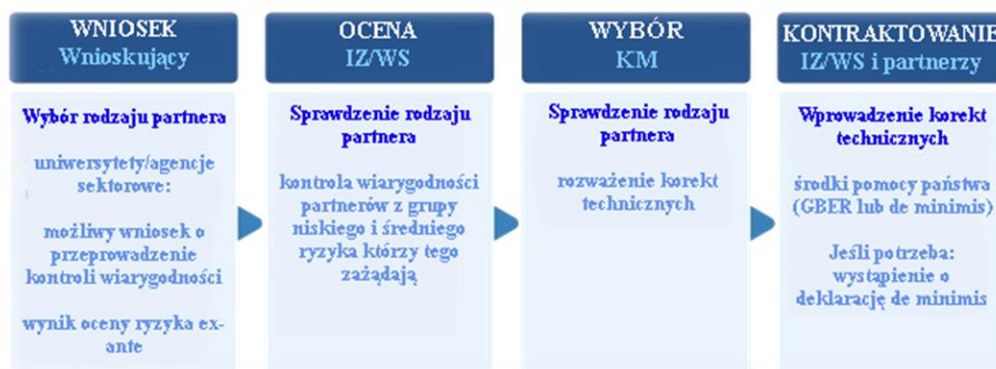 WNIOSEK
Wnioskujący
Wybór rodzaju partnera
uniwersytety/agencje
sektorowe:
możliwy wniosek o
przeprowadzenie
kontroli wiarygodności
wynik oceny ryzyka ex-
ante
OCENA
IZ/WS
Sprawdzenie rodzaju
partnera
kontrola wiarygodności
partnerów z grupy
niskiego i średniego
ryzyka którzy tego
zażądają
WYBÓR
KM
Sprawdzenie rodzaju
partnera
rozważenie korekt
technicznych
KONTRAKTOWANIE
IZ/WS i partnerzy
Wprowadzenie korekt
technicznych
środki pomocy państwa
(GBER lub de minimis)
Jeśli potrzeba:
wystąpienie o
deklarację de minimis